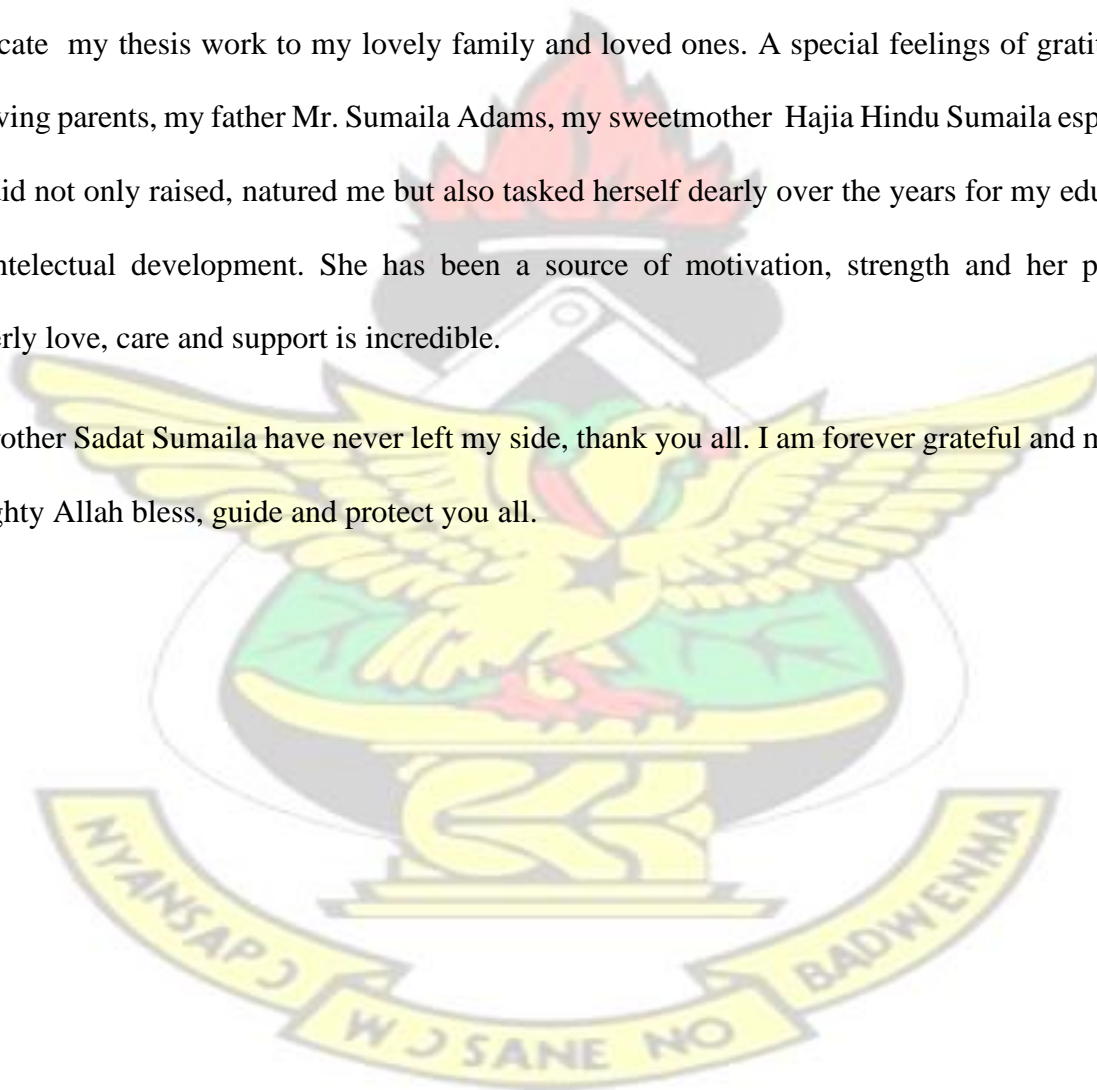 cate my thesis work to my lovely family and loved ones. A special feelings of gratit
ving parents, my father Mr. Sumaila Adams, my sweetmother Hajia Hindu Sumaila esp
id not only raised, natured me but also tasked herself dearly over the years for my edu
ntelectual development. She has been a source of motivation, strength and her p
erly love, care and support is incredible.
rother Sadat Sumaila have never left my side, thank you all. I am forever grateful and m
ghty Allah bless, guide and protect you all.
NYANSAPƆ
WƆSANE NO
BADWENMA